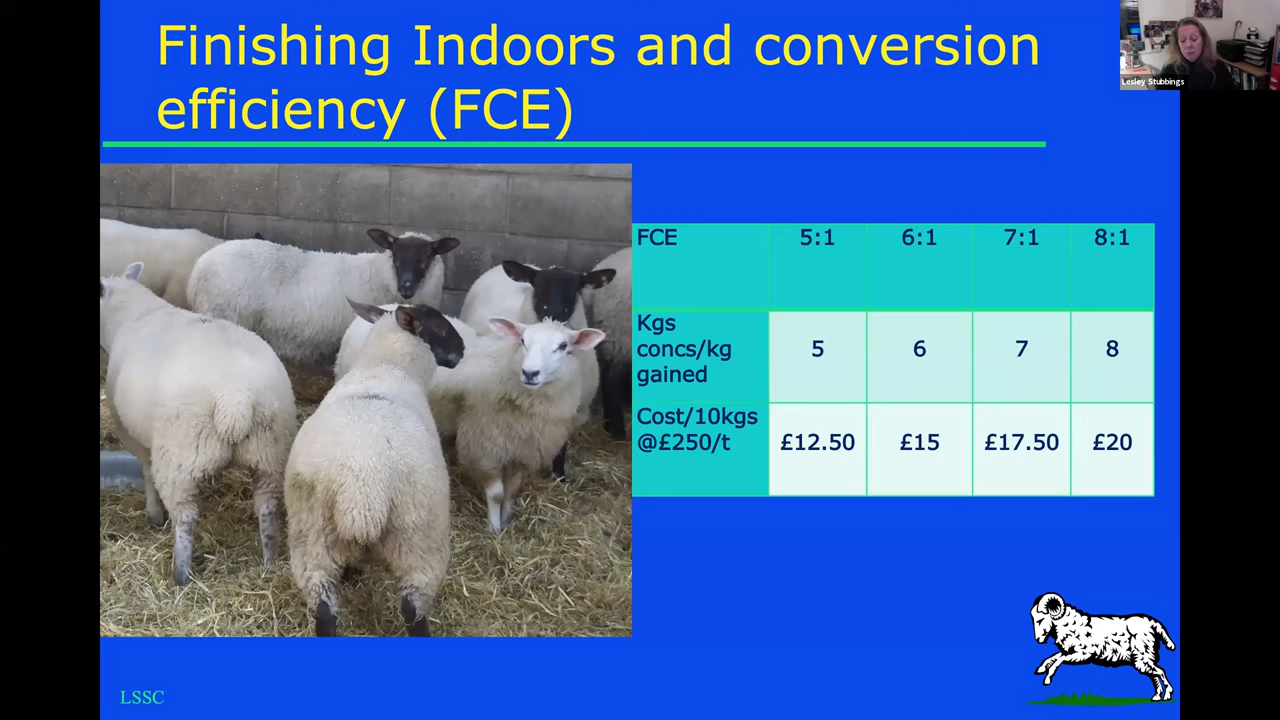 Finishing Indoors and conversion
efficiency (FCE)
Lesley Stubbings
FCE 5:1 6:1 7:1 8:1
Kgs
concs/kg
gained
5 6 7 8
Cost/10kgs
@£250/t
£12.50 £15 £17.50 £20
LSSC